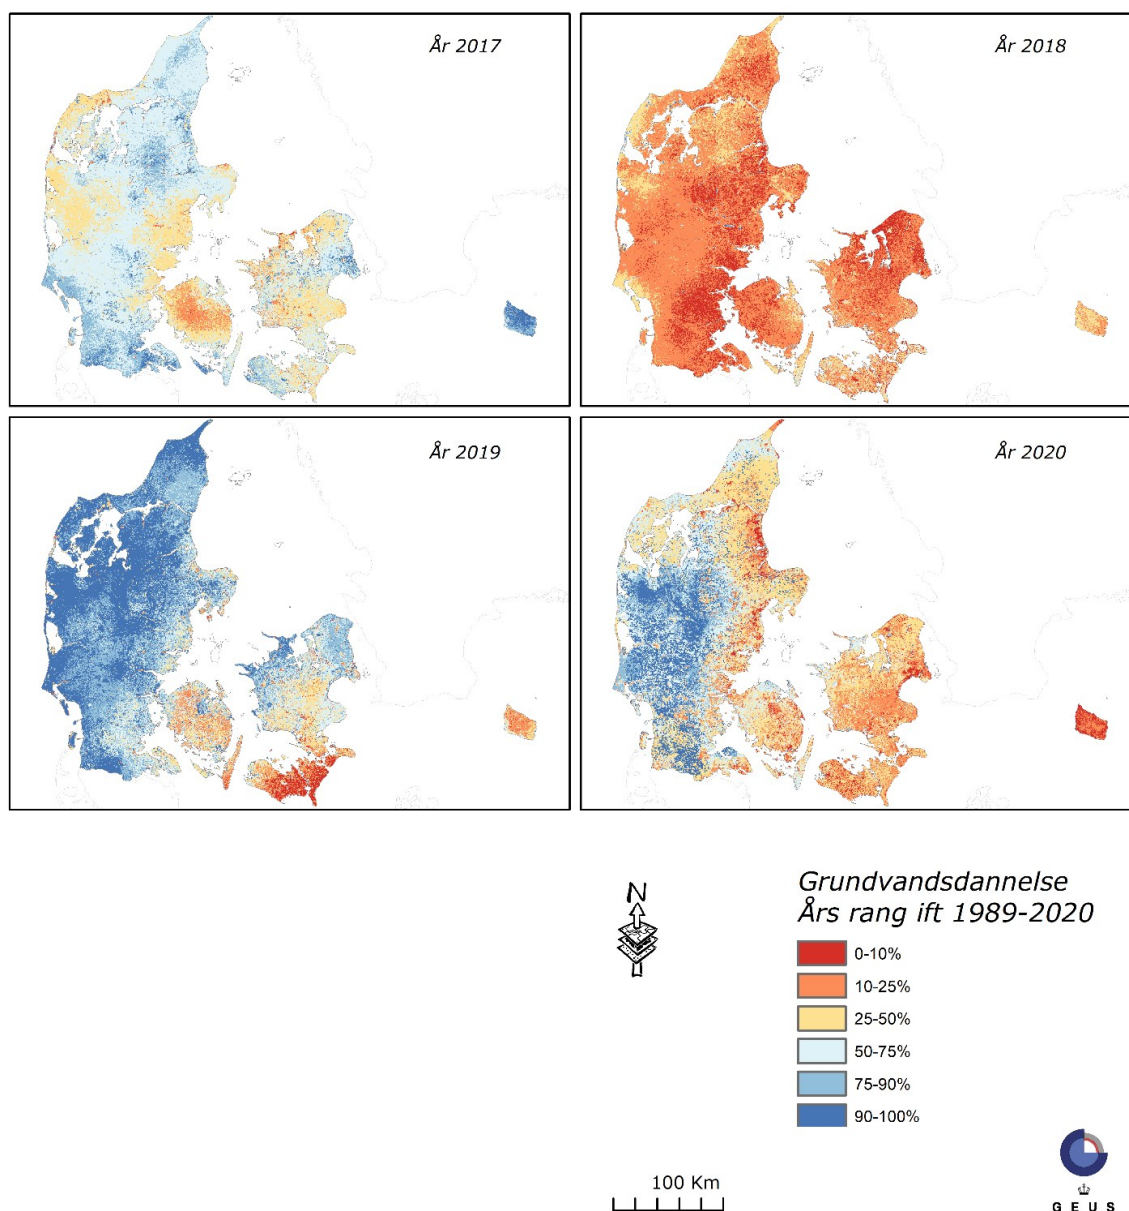 År 2017
År 2018
År 2019
År 2020
N
Grundvandsdannelse
Års rang ift 1989-2020
0-10%
10-25%
25-50%
50-75%
75-90%
90-100%
100 Km
G E U S